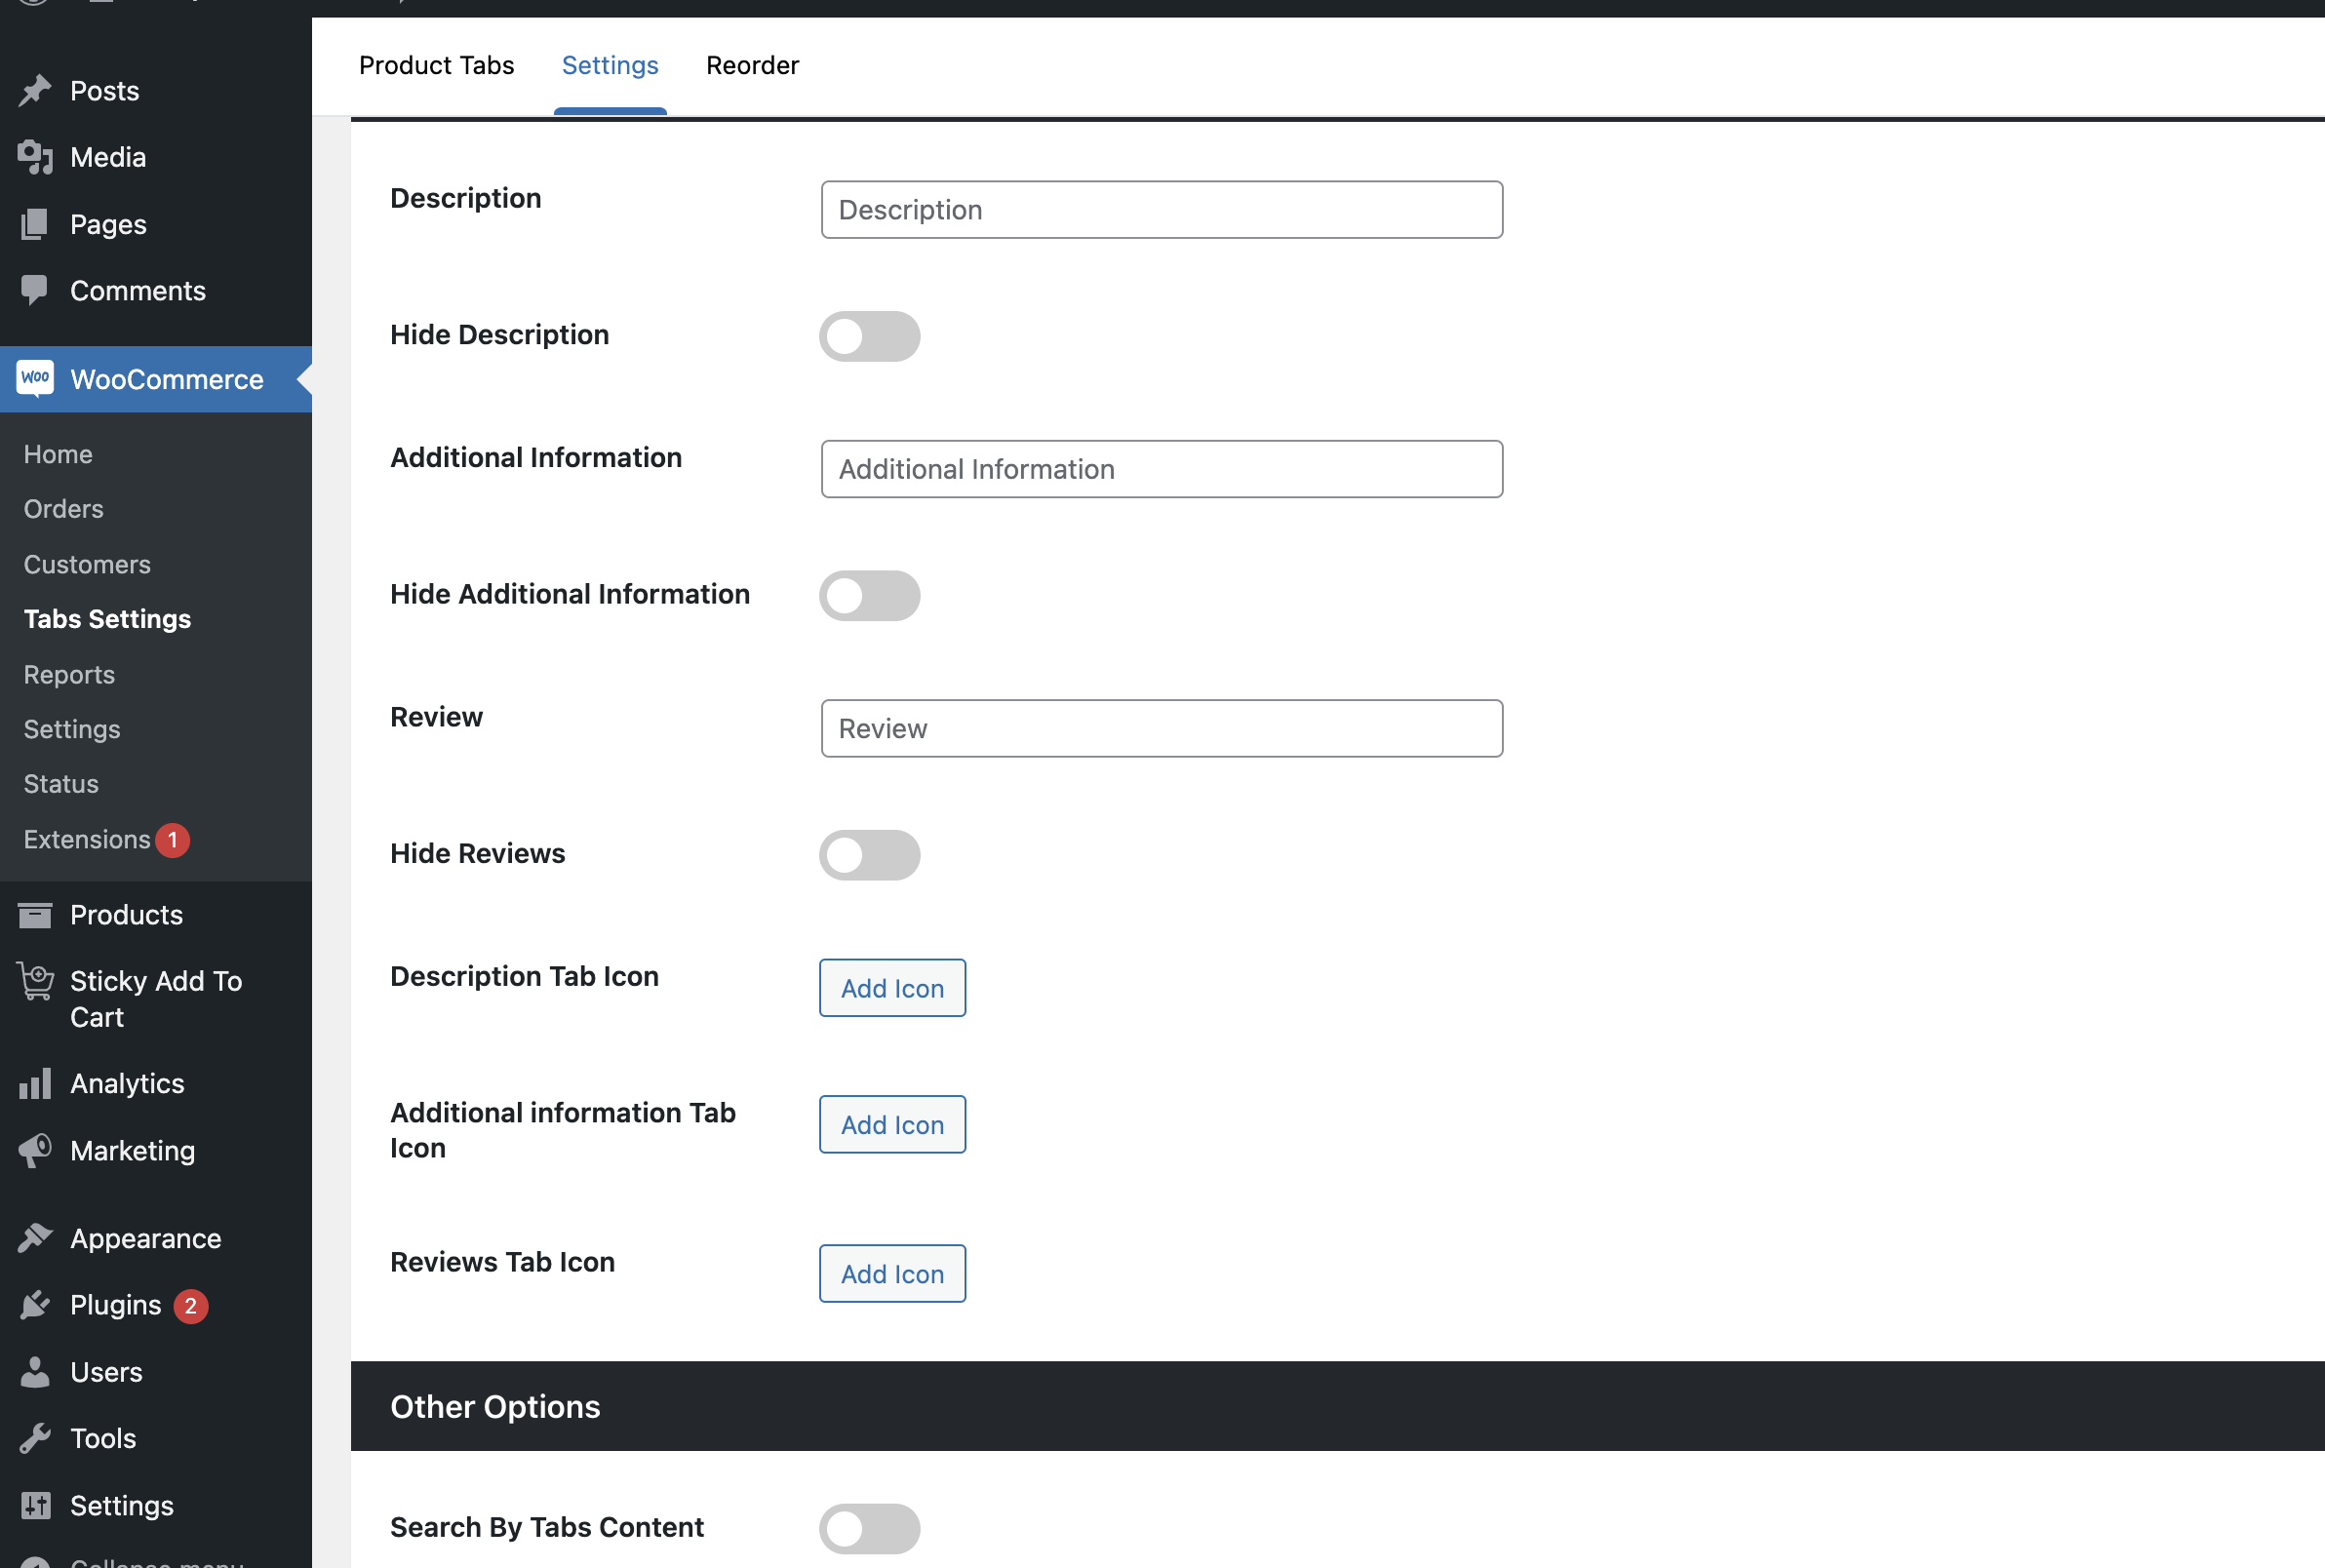 Posts
Media
Pages
Comments
Woo WooCommerce
Home
Orders
Customers
Tabs Settings
Reports
Settings
Status
Extensions 1
Products
Sticky Add To
Cart
Analytics
Marketing
Appearance
Plugins 2
Users
Tools
Settings
Collapse menu
Product Tabs Settings Reorder
Description Description
Hide Description
Additional Information Additional Information
Hide Additional Information
Review Review
Hide Reviews
Description Tab Icon Add Icon
Additional information Tab
Icon
Add Icon
Reviews Tab Icon Add Icon
Other Options
Search By Tabs Content